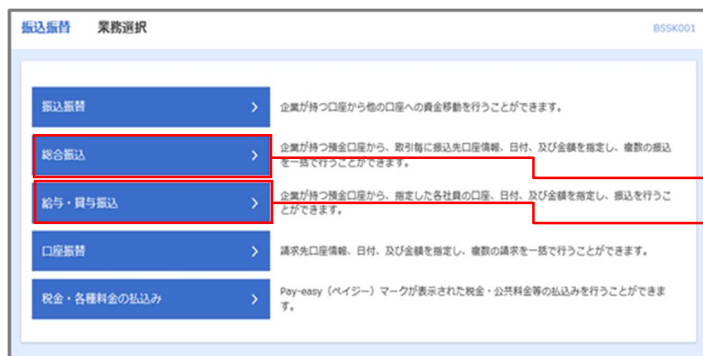 振込振替 業務選択 BSSK001
振込振替
企業が持つ口座から他の口座への資金移動を行うことができます。
総合振込
企業が持つ預金口座から、取引毎に振込先口座情報、日付、及び金額を指定し、複数の振込
を一括で行うことができます。
給与・賞与振込
企業が持つ預金口座から、指定した各社員の口座、日付、及び金額を指定し、振込を行うこ
とができます。
口座振替
請求先口座情報、日付、及び金額を指定し、複数の請求を一括で行うことができます。
税金・各種料金の払込み
Pay-easy（ペイジー）マークが表示された税金・公共料金等の払込みを行うことができま
す。